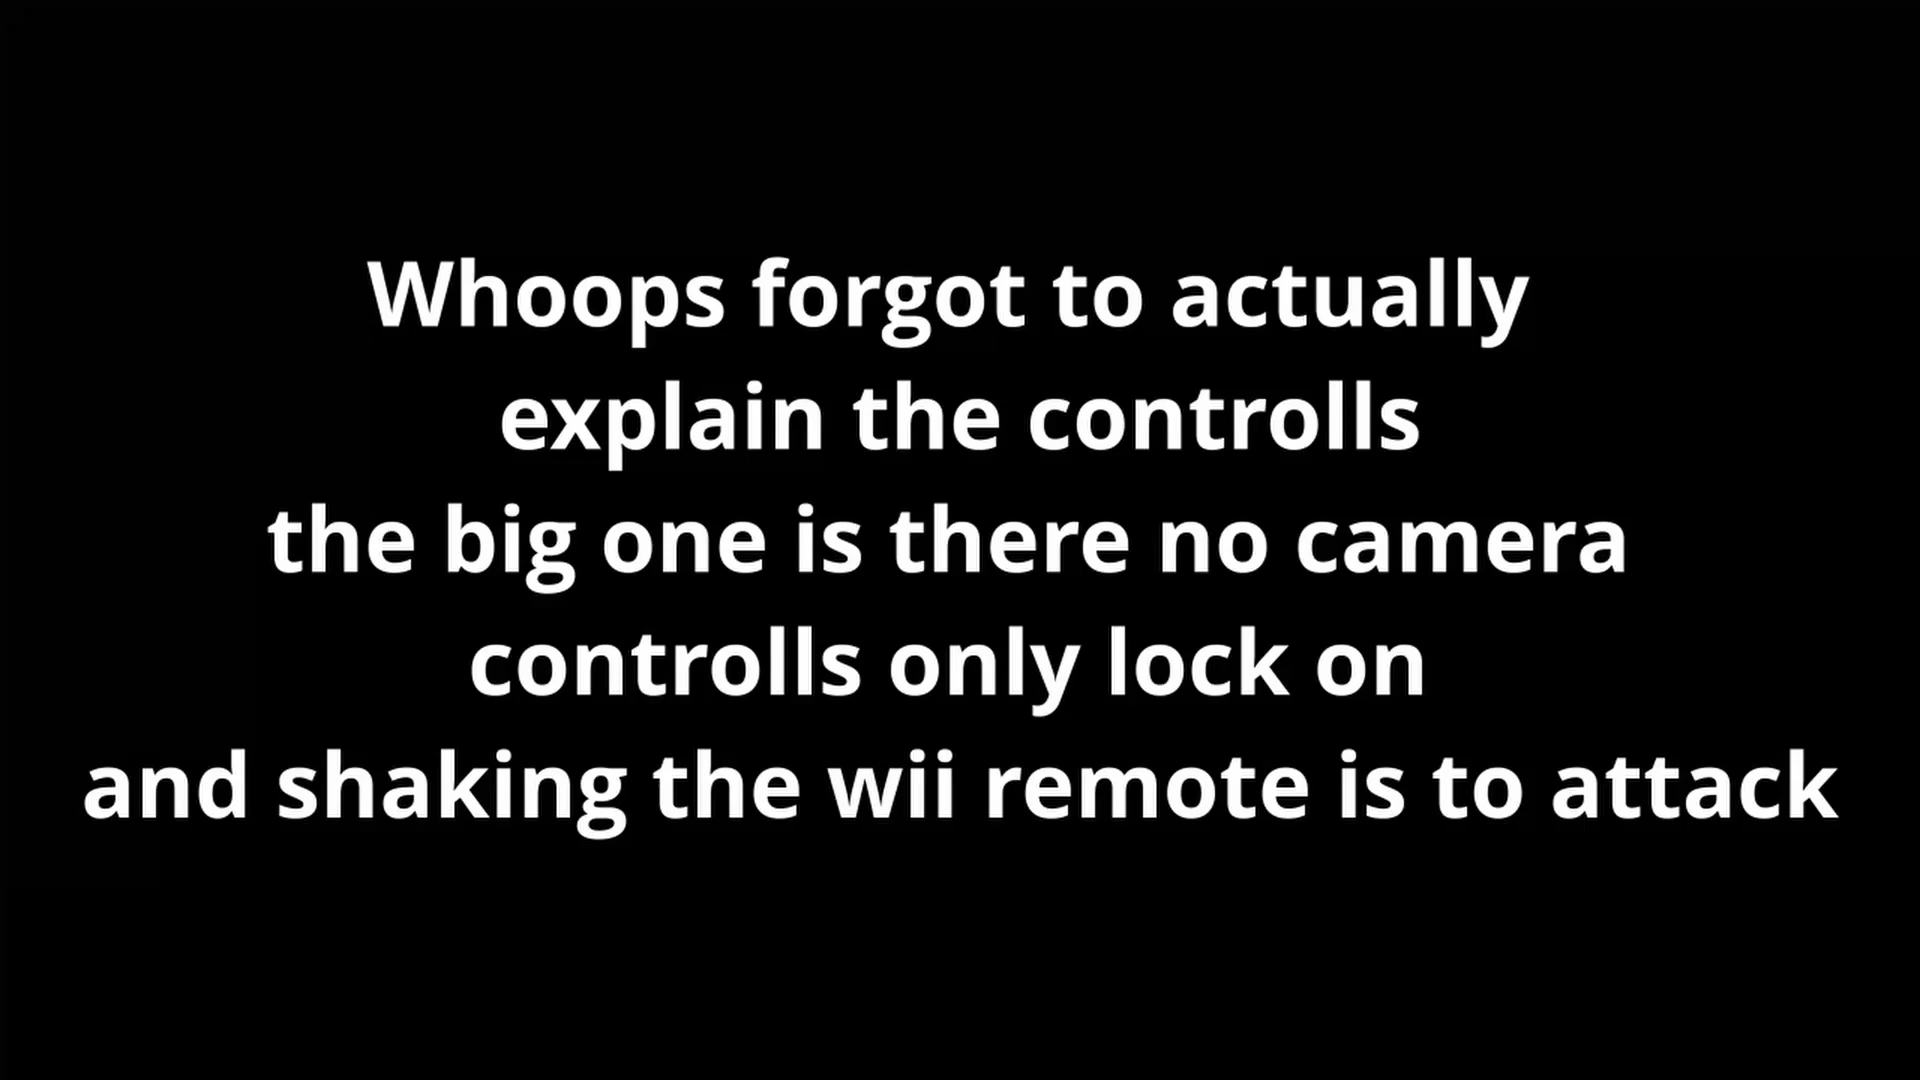 Whoops forgot to actually
explain the controlls
the big one is there no camera
controlls only lock on
and shaking the wii remote is to attack